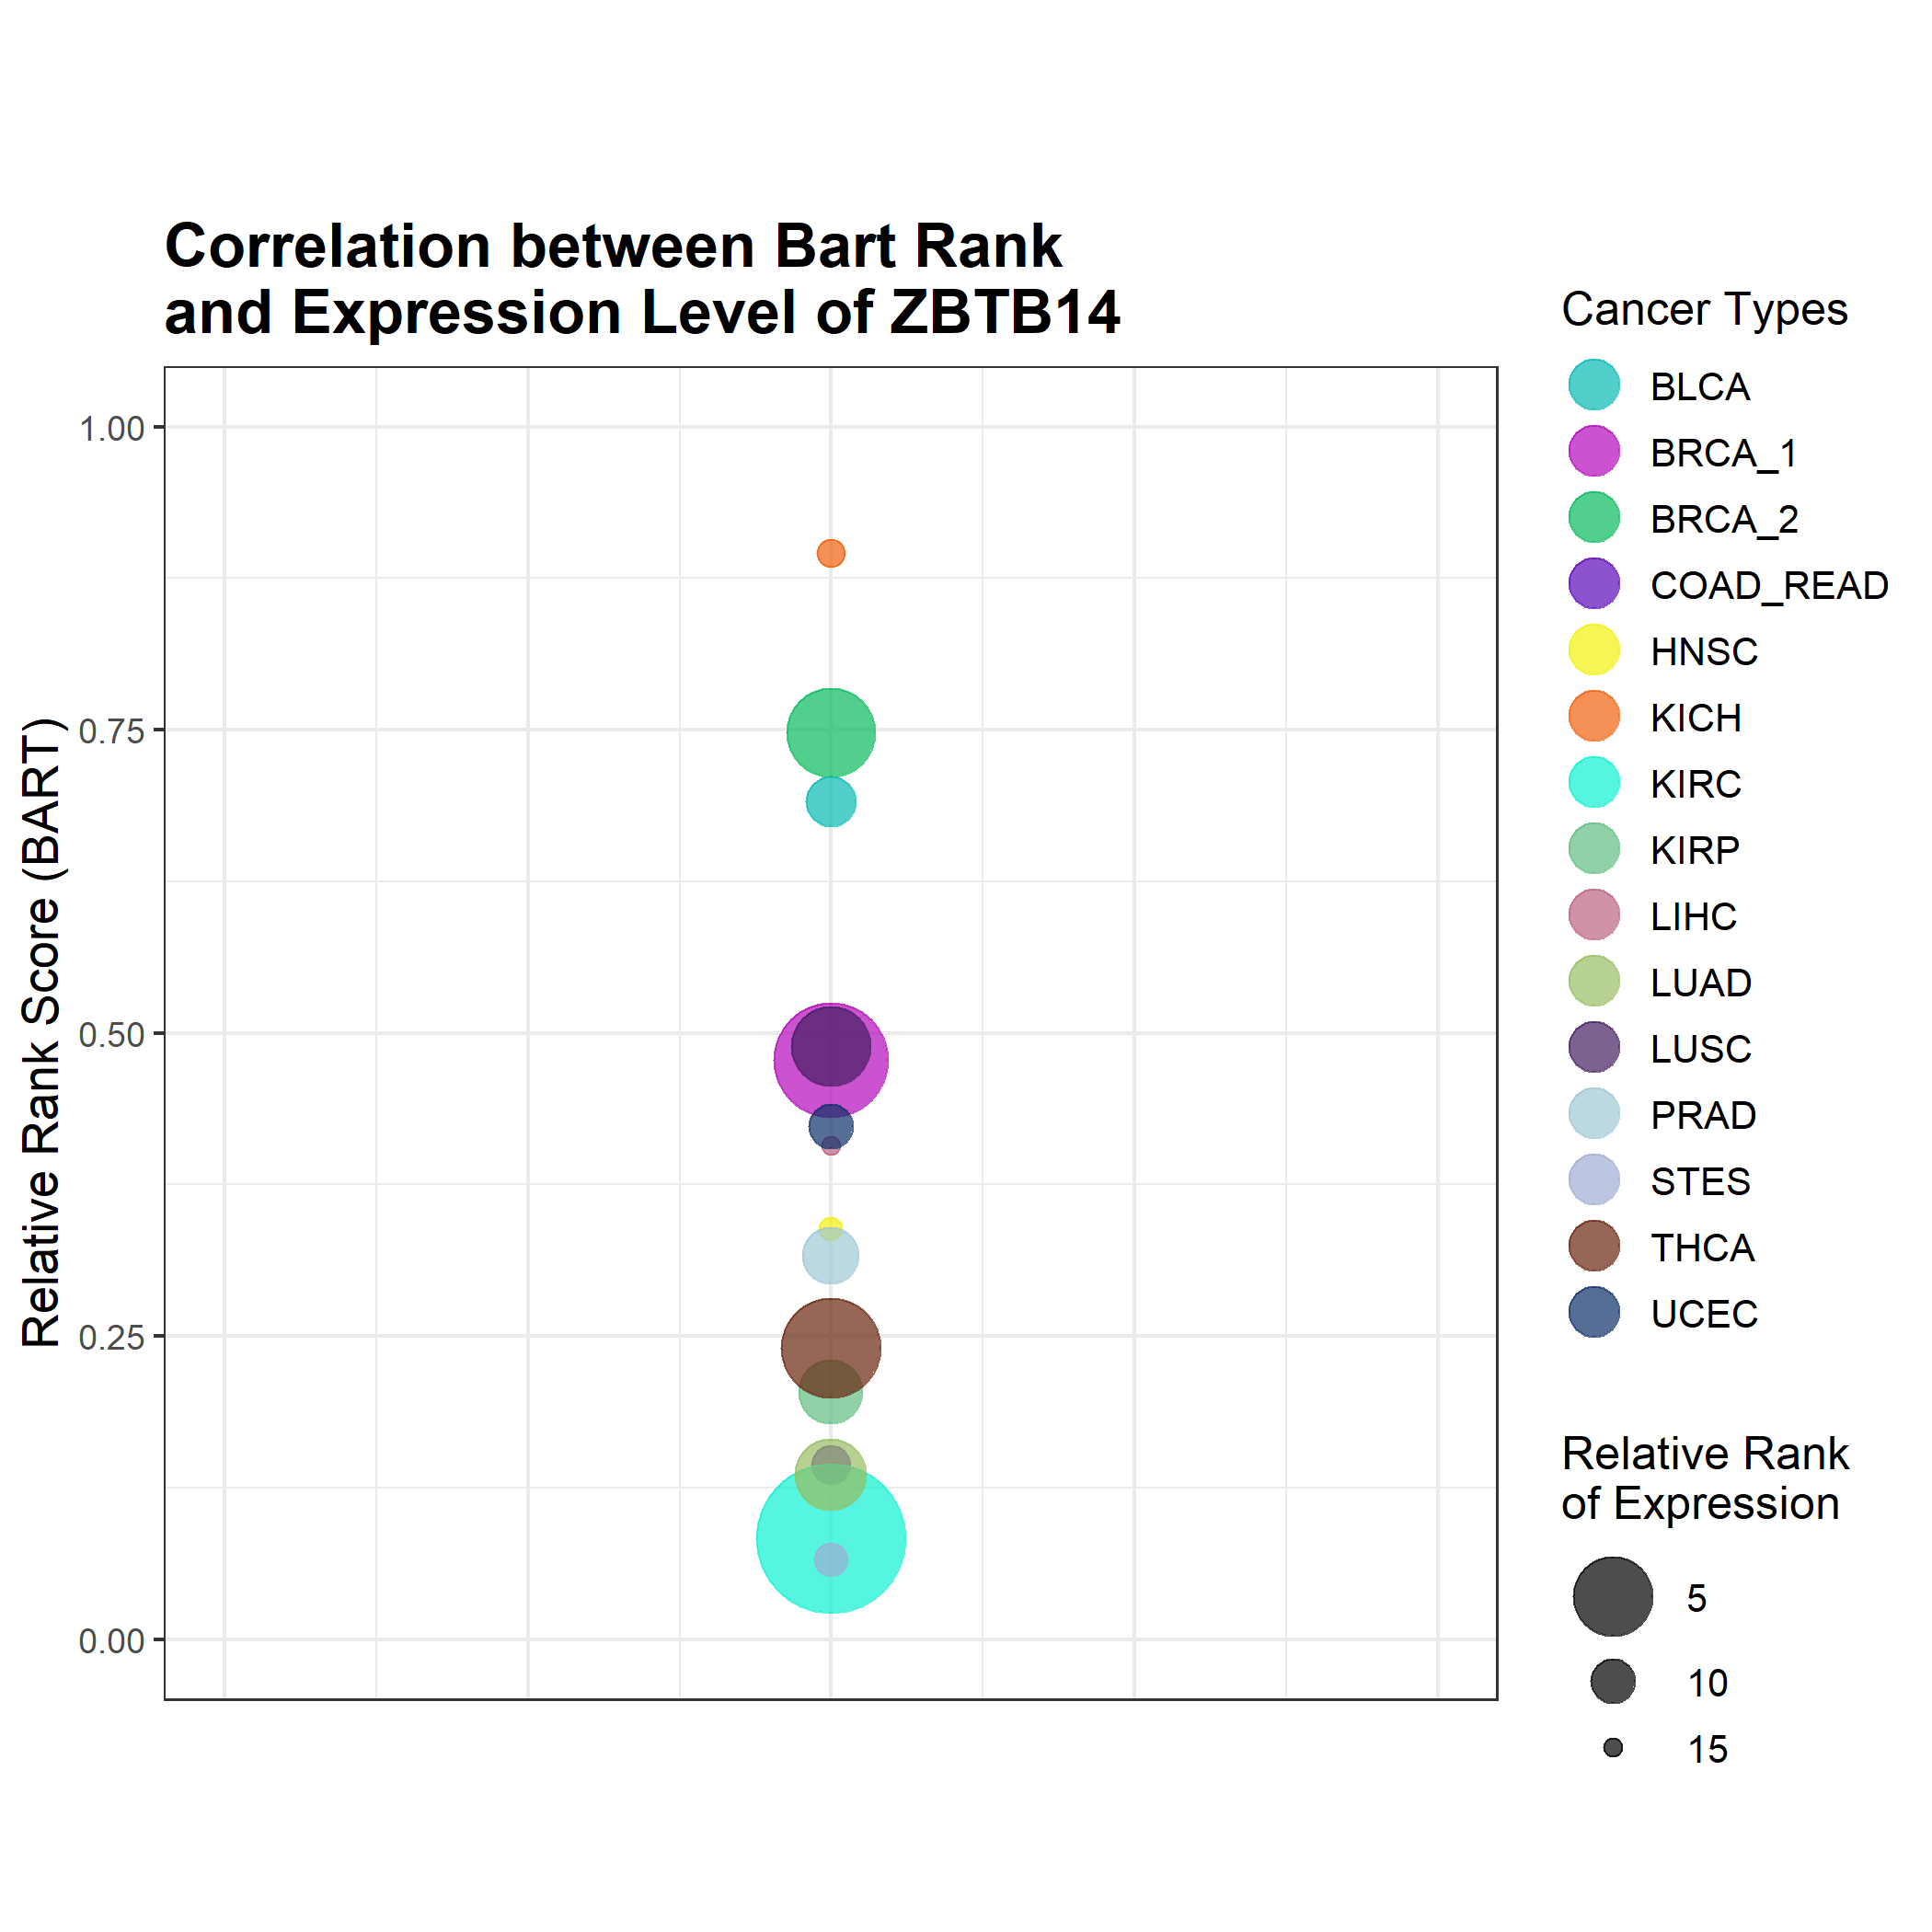 Correlation between Bart Rank
and Expression Level of ZBTB14
Relative Rank Score (BART)
1.00
0.75
0.50
0.25
0.00
Cancer Types
BLCA
BRCA_1
BRCA_2
COAD_READ
HNSC
KICH
KIRC
KIRP
LIHC
LUAD
LUSC
PRAD
STES
THCA
UCEC
Relative Rank
of Expression
5
10
15